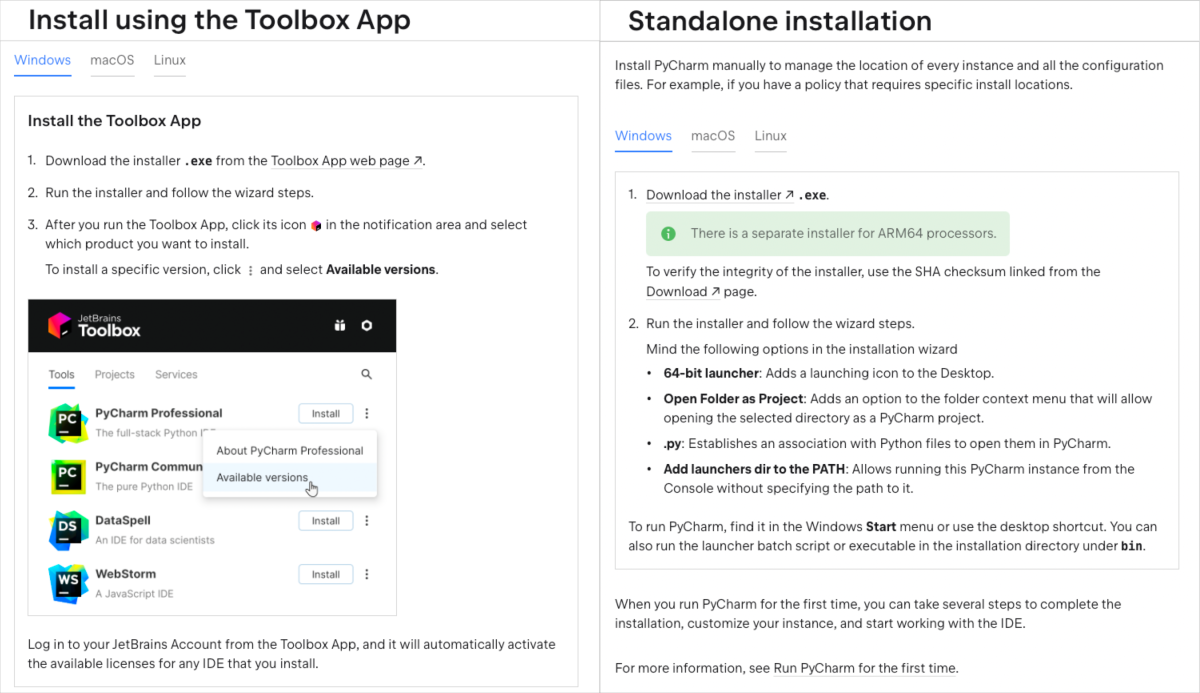 Install using the Toolbox App
Windows macOS Linux
Install the Toolbox App
1. Download the installer .exe from the Toolbox App web page ↗.
2. Run the installer and follow the wizard steps.
3. After you run the Toolbox App, click its icon in the notification area and select
which product you want to install.
To install a specific version, click ⋮ and select Available versions.
JetBrains
Toolbox
Tools Projects Services
PyCharm Professional Install
The full-stack Python
About PyCharm Professional
PyCharm Commun
Available versions
The pure Python IDE
DataSpell Install
An IDE for data scientists
WebStorm Install
A JavaScript IDE
PC
PC
DS
WS
Log in to your JetBrains Account from the Toolbox App, and it will automatically activate
the available licenses for any IDE that you install.
Standalone installation
Install PyCharm manually to manage the location of every instance and all the configuration
files. For example, if you have a policy that requires specific install locations.
Windows macOS Linux
1. Download the installer ↗ .exe.
There is a separate installer for ARM64 processors.
To verify the integrity of the installer, use the SHA checksum linked from the
Download ↗ page.
2. Run the installer and follow the wizard steps.
Mind the following options in the installation wizard
• 64-bit launcher: Adds a launching icon to the Desktop.
• Open Folder as Project: Adds an option to the folder context menu that will allow
opening the selected directory as a PyCharm project.
• .py: Establishes an association with Python files to open them in PyCharm.
• Add launchers dir to the PATH: Allows running this PyCharm instance from the
Console without specifying the path to it.
To run PyCharm, find it in the Windows Start menu or use the desktop shortcut. You can
also run the launcher batch script or executable in the installation directory under bin.
When you run PyCharm for the first time, you can take several steps to complete the
installation, customize your instance, and start working with the IDE.
For more information, see Run PyCharm for the first time.